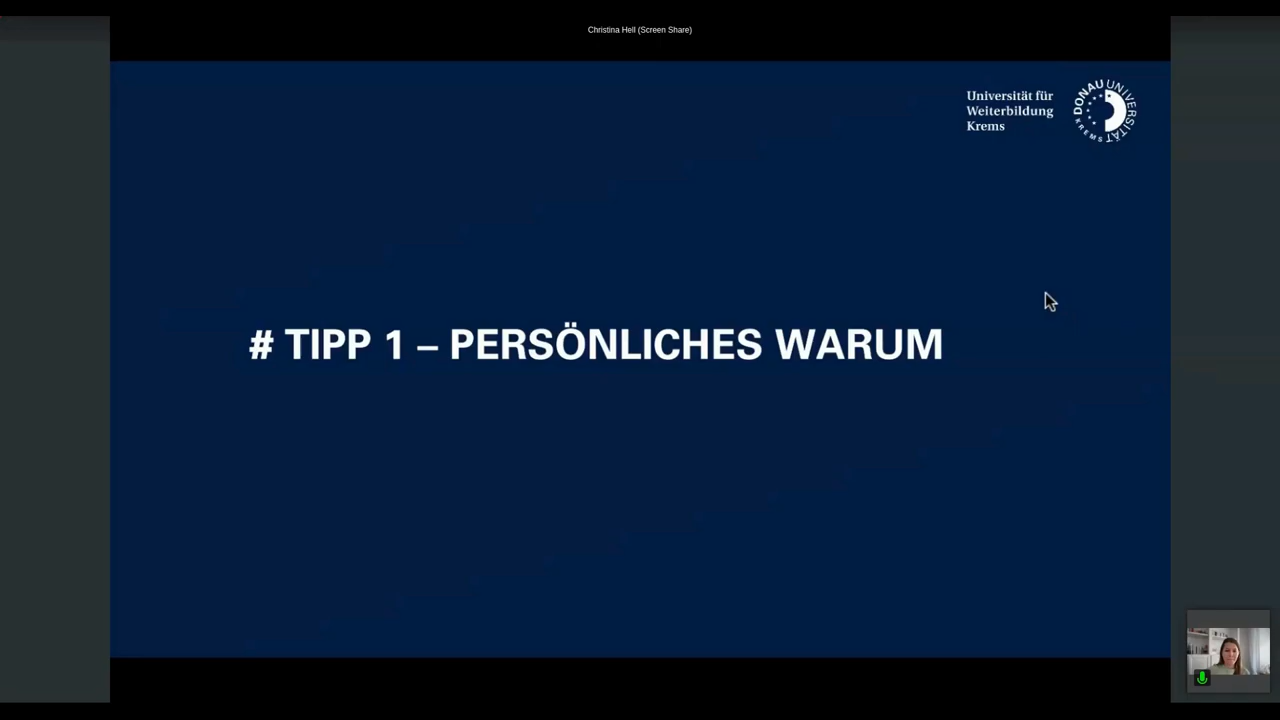 Christina Hell (Screen Share)
Universität für
Weiterbildung
Krems
DONAU UNIVERSITÄT
KREMS
# TIPP 1 – PERSÖNLICHES WARUM